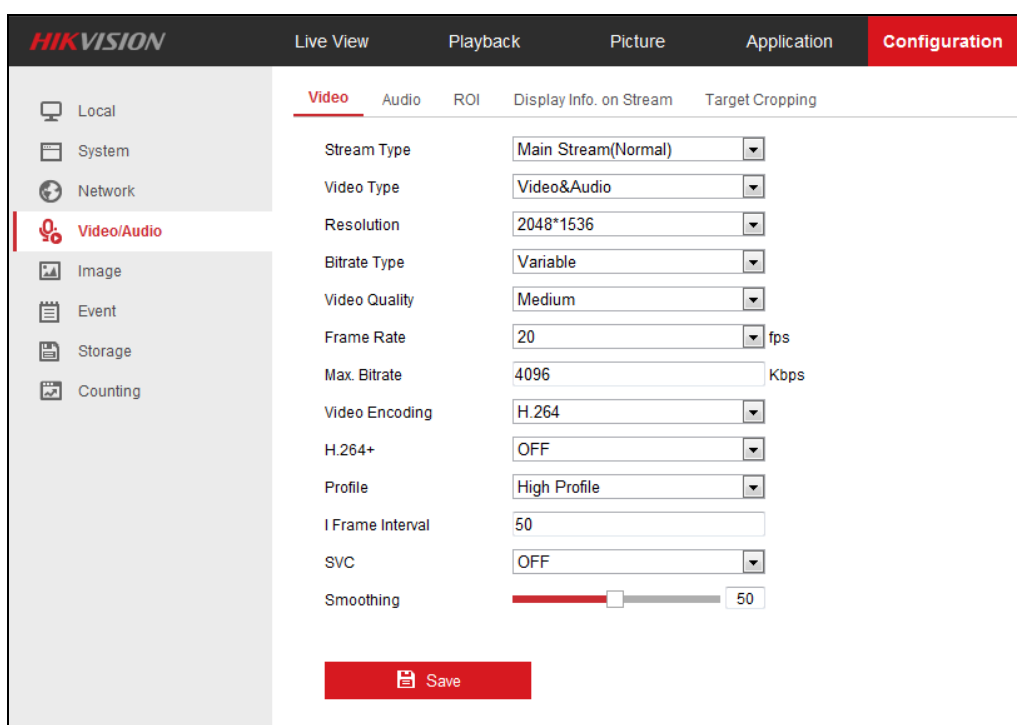 HIKVISION Live View Playback Picture Application Configuration
Video Audio ROI Display Info. on Stream Target Cropping
Local
System
Network
Video/Audio
Image
Event
Storage
Counting
Stream Type Main Stream(Normal)
Video Type Video&Audio
Resolution 2048*1536
Bitrate Type Variable
Video Quality Medium
Frame Rate 20 fps
Max. Bitrate 4096 Kbps
Video Encoding H.264
H.264+ OFF
Profile High Profile
I Frame Interval 50
SVC OFF
Smoothing 50
Save